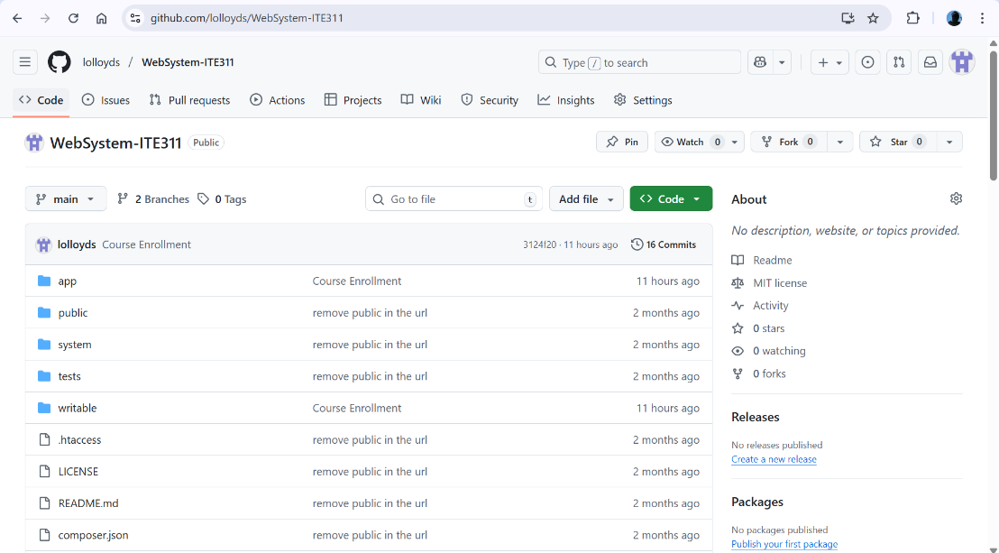 github.com/lolloyds/WebSystem-ITE311
lolloyds / WebSystem-ITE311
Type / to search
Code Issues Pull requests Actions Projects Wiki Security Insights Settings
WebSystem-ITE311 Public
Pin Watch 0 Fork 0 Star 0
main 2 Branches 0 Tags Go to file t Add file Code
lolloyds Course Enrollment 3124f20 · 11 hours ago 16 Commits
app Course Enrollment 11 hours ago
public remove public in the url 2 months ago
system remove public in the url 2 months ago
tests remove public in the url 2 months ago
writable Course Enrollment 11 hours ago
.htaccess remove public in the url 2 months ago
LICENSE remove public in the url 2 months ago
README.md remove public in the url 2 months ago
composer.json remove public in the url 2 months ago
About
No description, website, or topics provided.
Readme
MIT license
Activity
0 stars
0 watching
0 forks
Releases
No releases published
Create a new release
Packages
No packages published
Publish your first package